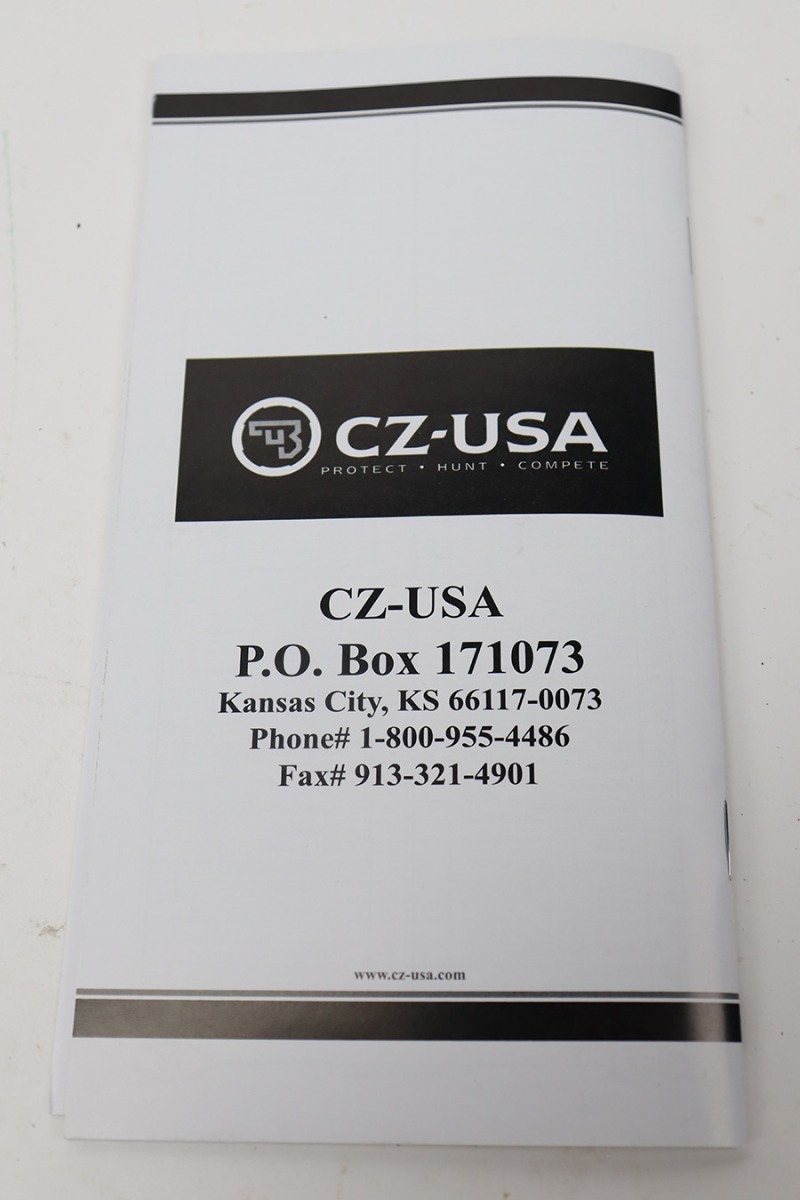 CZ-USA
PROTECT • HUNT • COMPETE
CZ-USA
P.O. Box 171073
Kansas City, KS 66117-0073
Phone# 1-800-955-4486
Fax# 913-321-4901
www.cz-usa.com